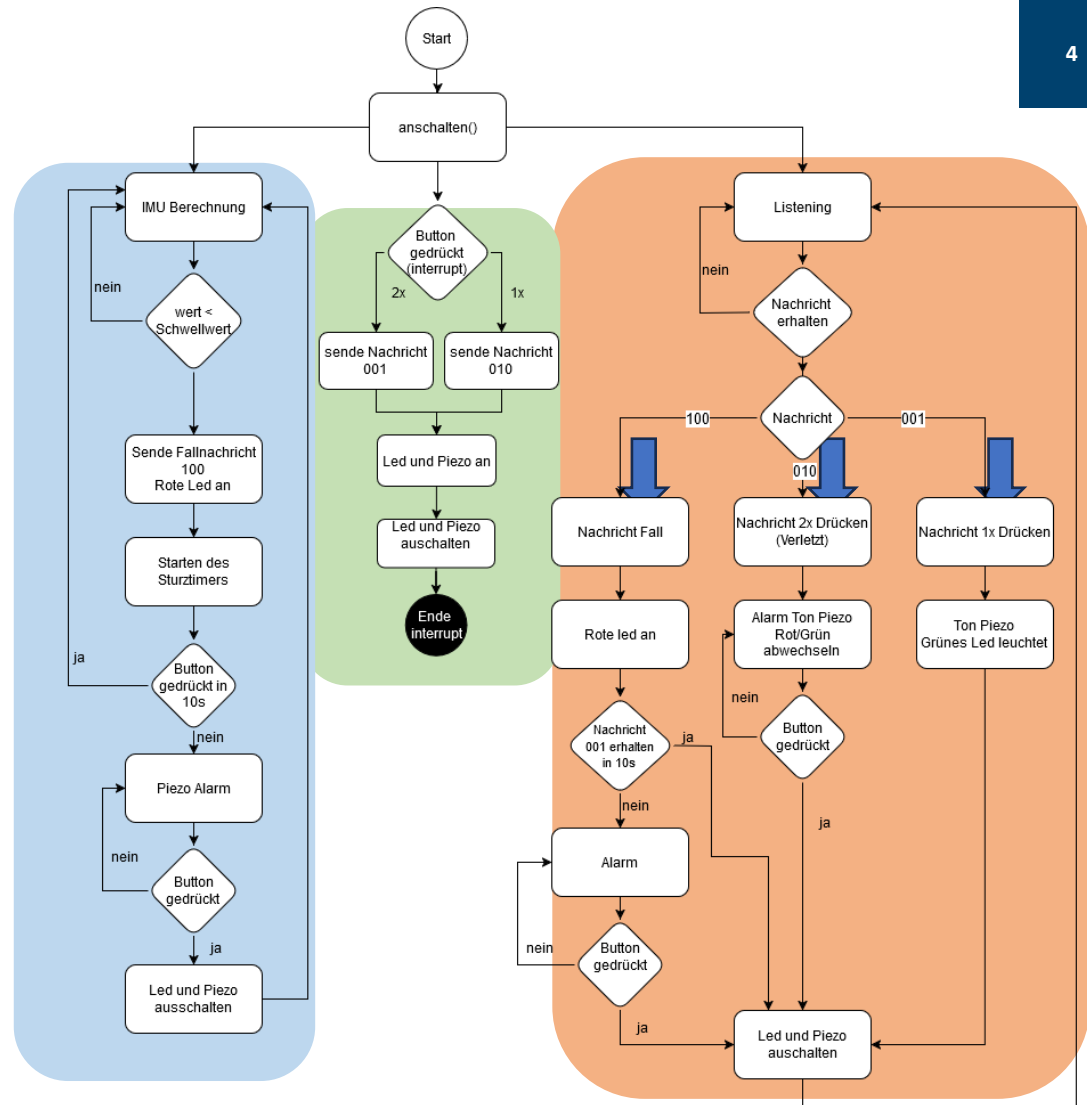 4
Start
anschalten()
IMU Berechnung
nein
wert <
Schwellwert
Sende Fallnachricht
100
Rote Led an
Starten des
Sturztimers
ja
Button
gedrückt in
10s
nein
Piezo Alarm
nein
Button
gedrückt
ja
Led und Piezo
ausschalten
Button
gedrückt
(interrupt)
2x
1x
sende Nachricht
001
sende Nachricht
010
Led und Piezo an
Led und Piezo
auschalten
Ende
interrupt
Listening
nein
Nachricht
erhalten
Nachricht
100
001
010
Nachricht Fall
Nachricht 2x Drücken
(Verletzt)
Nachricht 1x Drücken
Rote led an
Alarm Ton Piezo
Rot/Grün
abwechseln
Ton Piezo
Grünes Led leuchtet
nein
Nachricht
001 erhalten
in 10s
ja
Button
gedrückt
nein
ja
Alarm
nein
Button
gedrückt
ja
Led und Piezo
auschalten